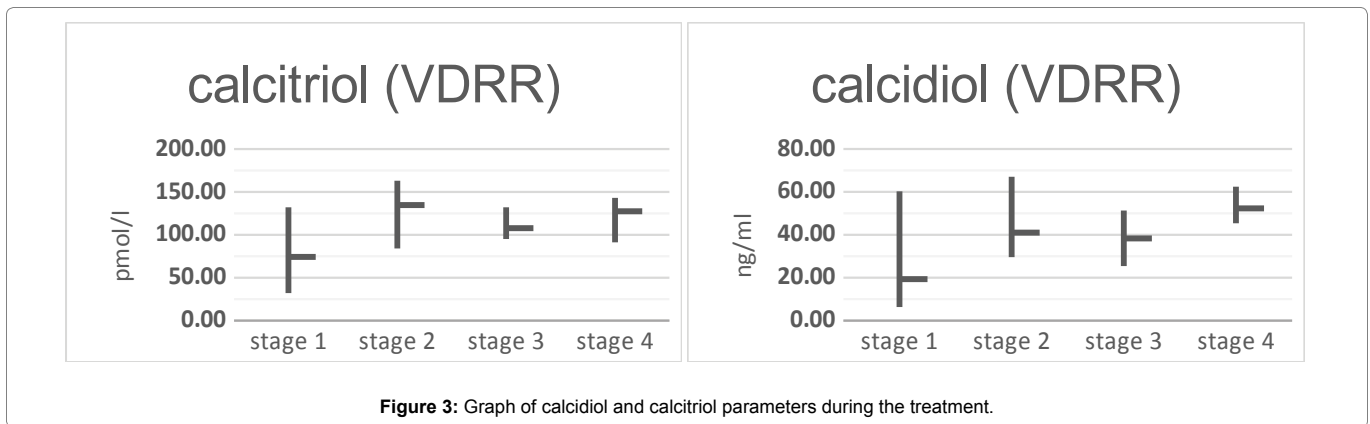 calcitriol (VDRR)
200.00
150.00
100.00
50.00
0.00
pmol/l
stage 1 stage 2 stage 3 stage 4
calcidiol (VDRR)
80.00
60.00
40.00
20.00
0.00
ng/ml
stage 1 stage 2 stage 3 stage 4
Figure 3: Graph of calcidiol and calcitriol parameters during the treatment.